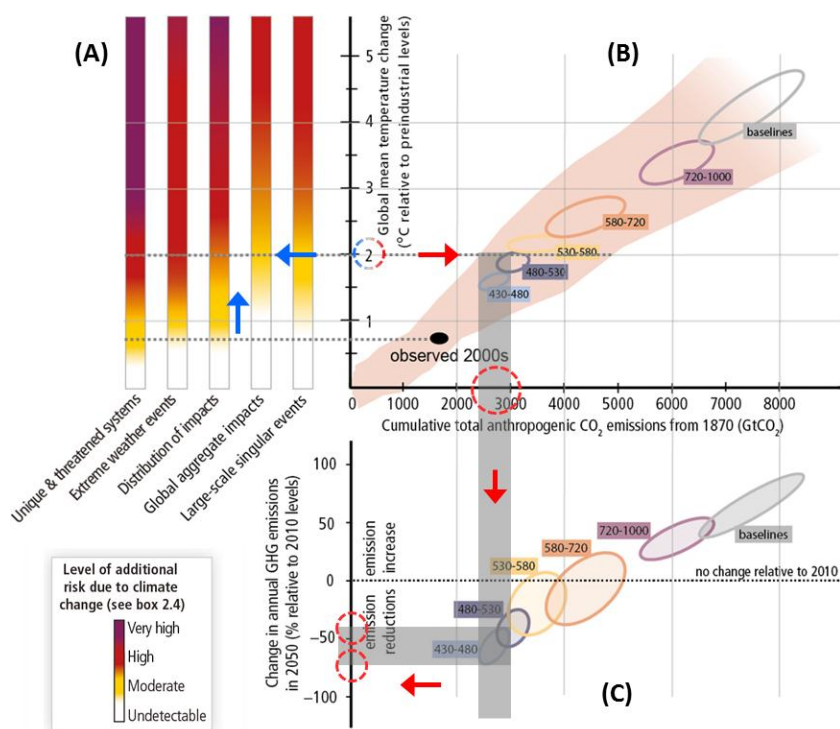 (A)
(B)
5
4
3
2
1
Global mean temperature change
(°C relative to preindustrial levels)
baselines
720-1000
580-720
530-580
480-530
430-480
observed 2000s
0 1000 2000 3000 4000 5000 6000 7000 8000
Cumulative total anthropogenic CO₂ emissions from 1870 (GtCO₂)
Unique & threatened systems
Extreme weather events
Distribution of impacts
Global aggregate impacts
Large-scale singular events
Level of additional
risk due to climate
change (see box 2.4)
Very high
High
Moderate
Undetectable
Change in annual GHG emissions
in 2050 (% relative to 2010 levels)
100
50
0
−50
−100
emission
increase
emission
reductions
baselines
720-1000
580-720
530-580
480-530
430-480
no change relative to 2010
(C)